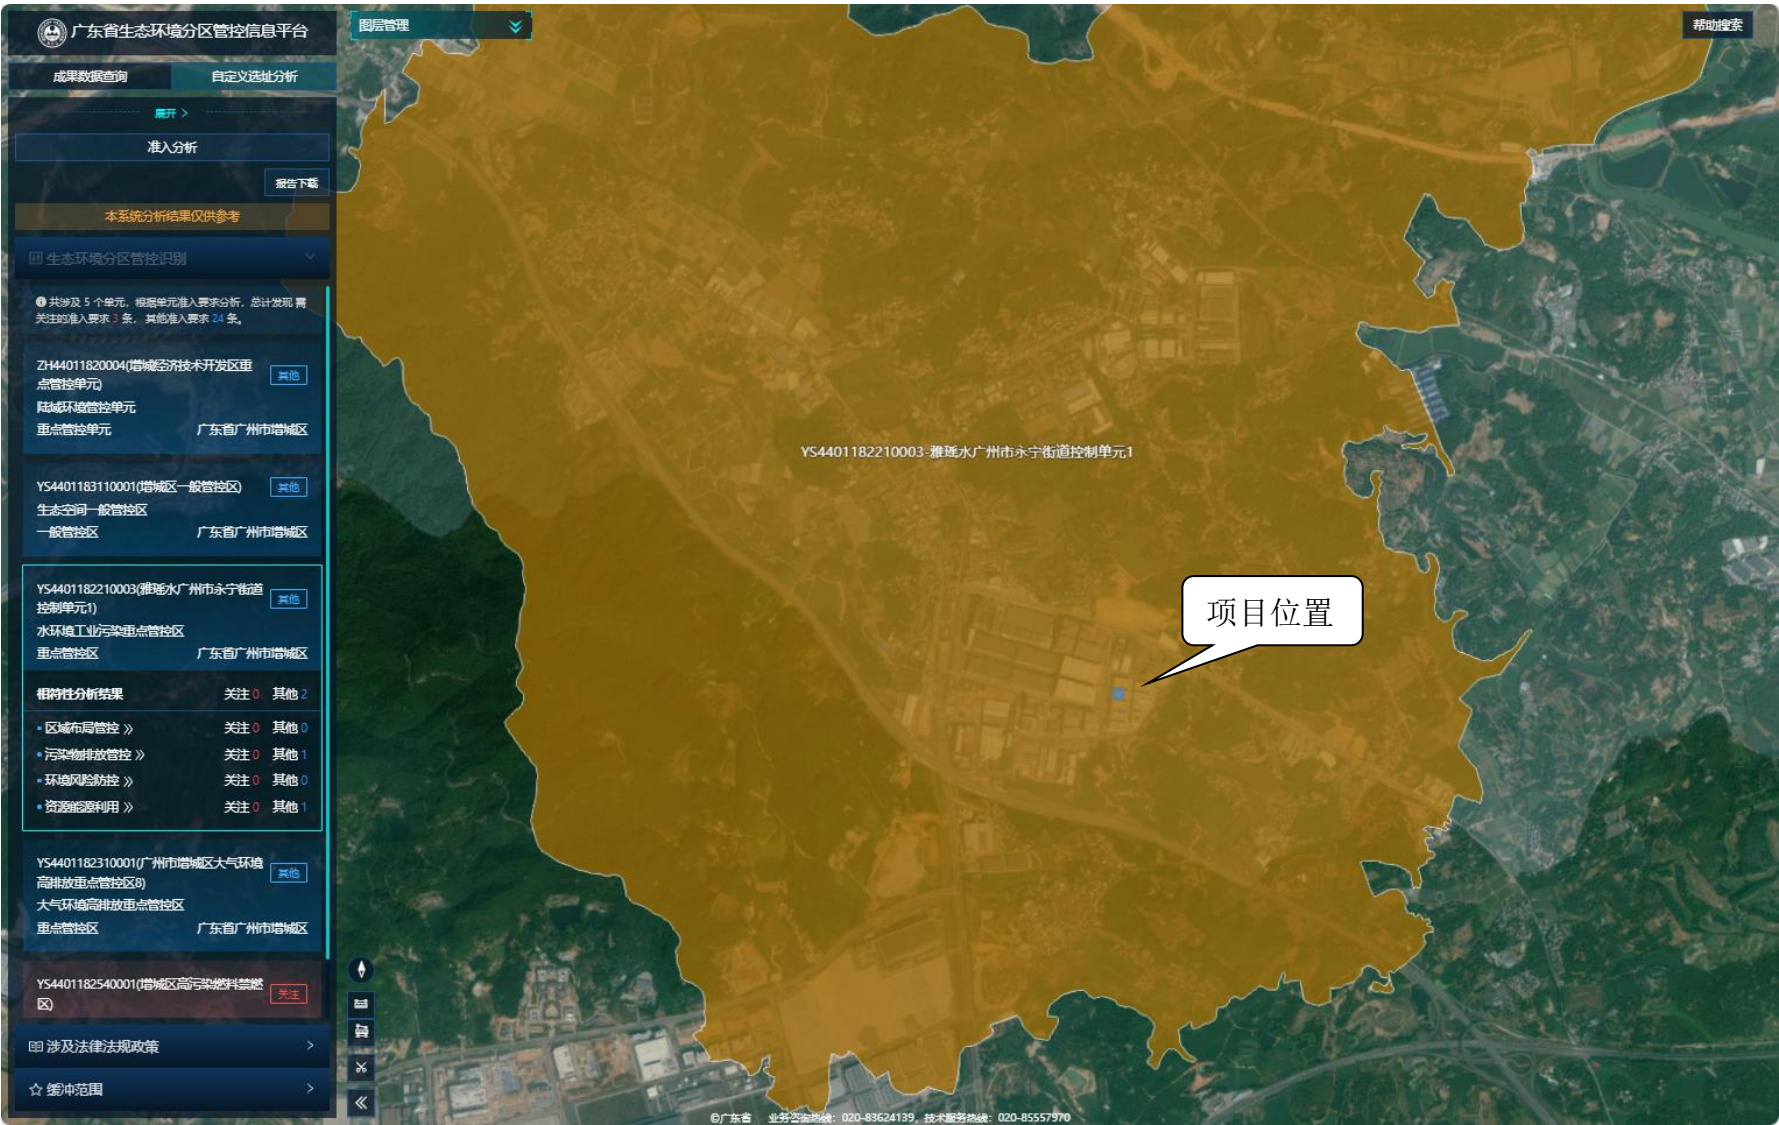 广东省生态环境分区管控信息平台
图层管理
帮助搜索
成果数据查询
自定义选址分析
展开 >
准入分析
报告下载
本系统分析结果仅供参考
生态环境分区管控识别
共涉及 5 个单元，根据单元准入要求分析，总计发现 需
关注的准入要求 3 条，其他准入要求 24 条。
ZH44011820004(增城经济技术开发区重
点管控单元)
其他
陆域环境管控单元
重点管控单元 广东省广州市增城区
YS4401183110001(增城区一般管控区)
其他
生态空间一般管控区
一般管控区 广东省广州市增城区
YS4401182210003(雅瑶水广州市永宁街道
控制单元1)
其他
水环境工业污染重点管控区
重点管控区 广东省广州市增城区
相符性分析结果 关注 0 其他 2
区域布局管控 » 关注 0 其他 0
污染物排放管控 » 关注 0 其他 1
环境风险防控 » 关注 0 其他 0
资源能源利用 » 关注 0 其他 1
YS4401182310001(广州市增城区大气环境
高排放重点管控区8)
其他
大气环境高排放重点管控区
重点管控区 广东省广州市增城区
YS4401182540001(增城区高污染燃料禁燃
区)
关注
涉及法律法规政策 >
缓冲范围 >
YS4401182210003-雅瑶水广州市永宁街道控制单元1
项目位置
©广东省 业务咨询热线：020-83624139，技术服务热线：020-85557970